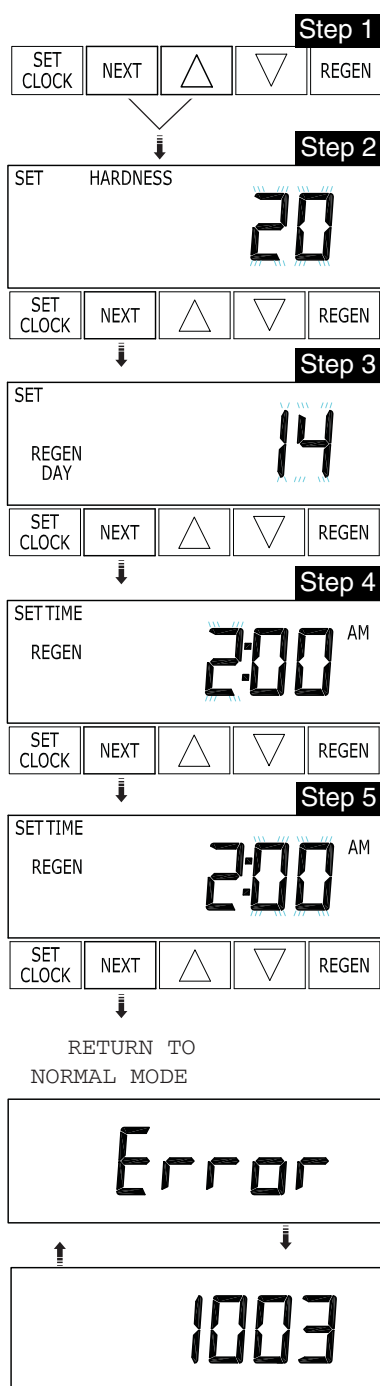 Step 1
SET CLOCK NEXT REGEN
Step 2
SET HARDNESS
20
SET CLOCK NEXT REGEN
Step 3
SET
14
REGEN DAY
SET CLOCK NEXT REGEN
Step 4
SET TIME
REGEN
2:00 AM
SET CLOCK NEXT REGEN
Step 5
SET TIME
REGEN
2:00 AM
SET CLOCK NEXT REGEN
RETURN TO
NORMAL MODE
Error
1003